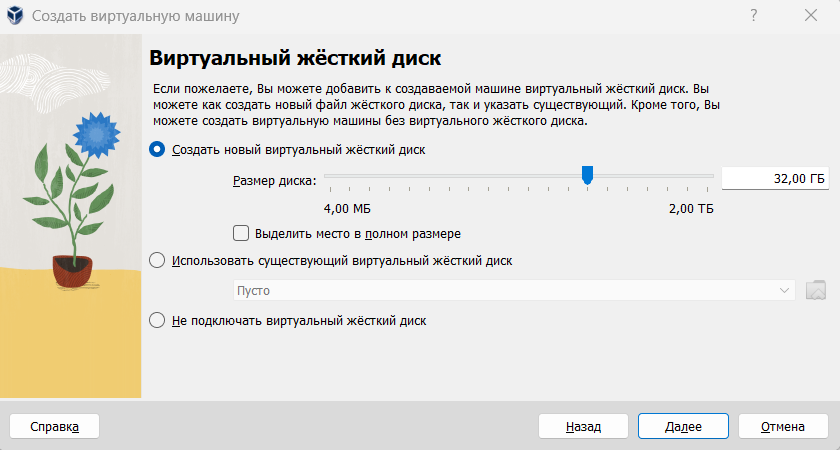 Создать виртуальную машину
?
Виртуальный жёсткий диск
Если пожелаете, Вы можете добавить к создаваемой машине виртуальный жёсткий диск. Вы
можете как создать новый файл жёсткого диска, так и указать существующий. Кроме того, Вы
можете создать виртуальную машины без виртуального жёсткого диска.
Создать новый виртуальный жёсткий диск
Размер диска:
32,00 ГБ
4,00 МБ
2,00 ТБ
Выделить место в полном размере
Использовать существующий виртуальный жёсткий диск
Пусто
Не подключать виртуальный жёсткий диск
Справка
Назад
Далее
Отмена